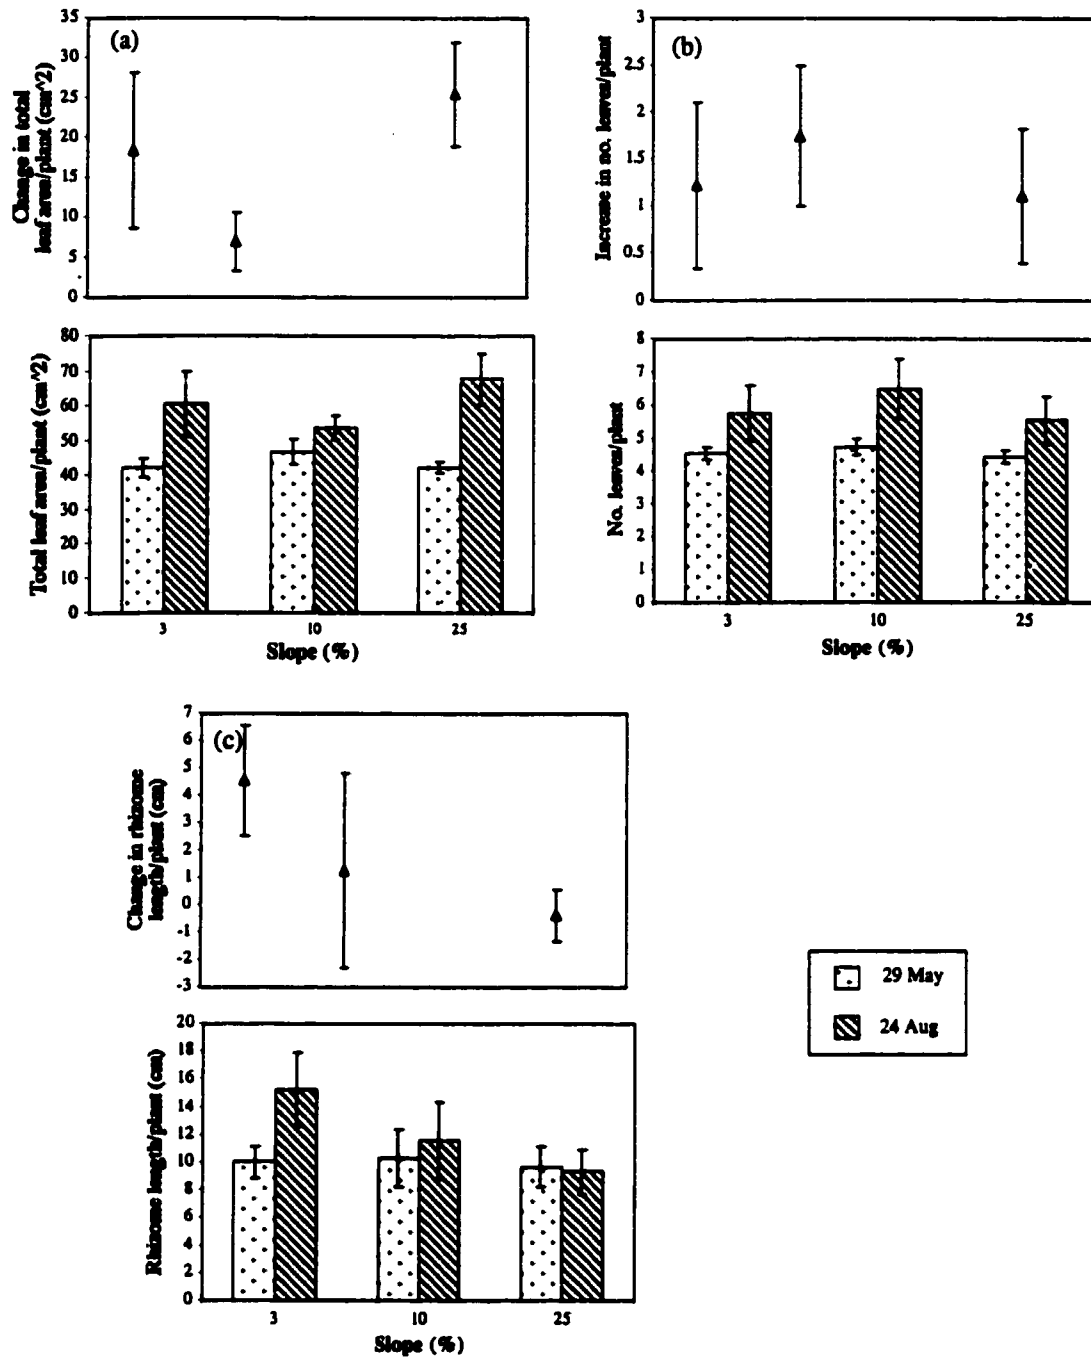 (a)
35
30
25
20
15
10
5
0
Change in total
leaf area/plant (cm^2)
(b)
3
2.5
2
1.5
1
0.5
0
Increase in no. leaves/plant
80
70
60
50
40
30
20
10
0
Total leaf area/plant (cm^2)
3 10 25
Slope (%)
8
7
6
5
4
3
2
1
0
No. leaves/plant
3 10 25
Slope (%)
(c)
7
6
5
4
3
2
1
0
-1
-2
-3
Change in rhizome
length/plant (cm)
20
18
16
14
12
10
8
6
4
2
0
Rhizome length/plant (cm)
3 10 25
Slope (%)
29 May
24 Aug